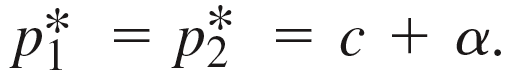 p₁* = p₂* = c + α.